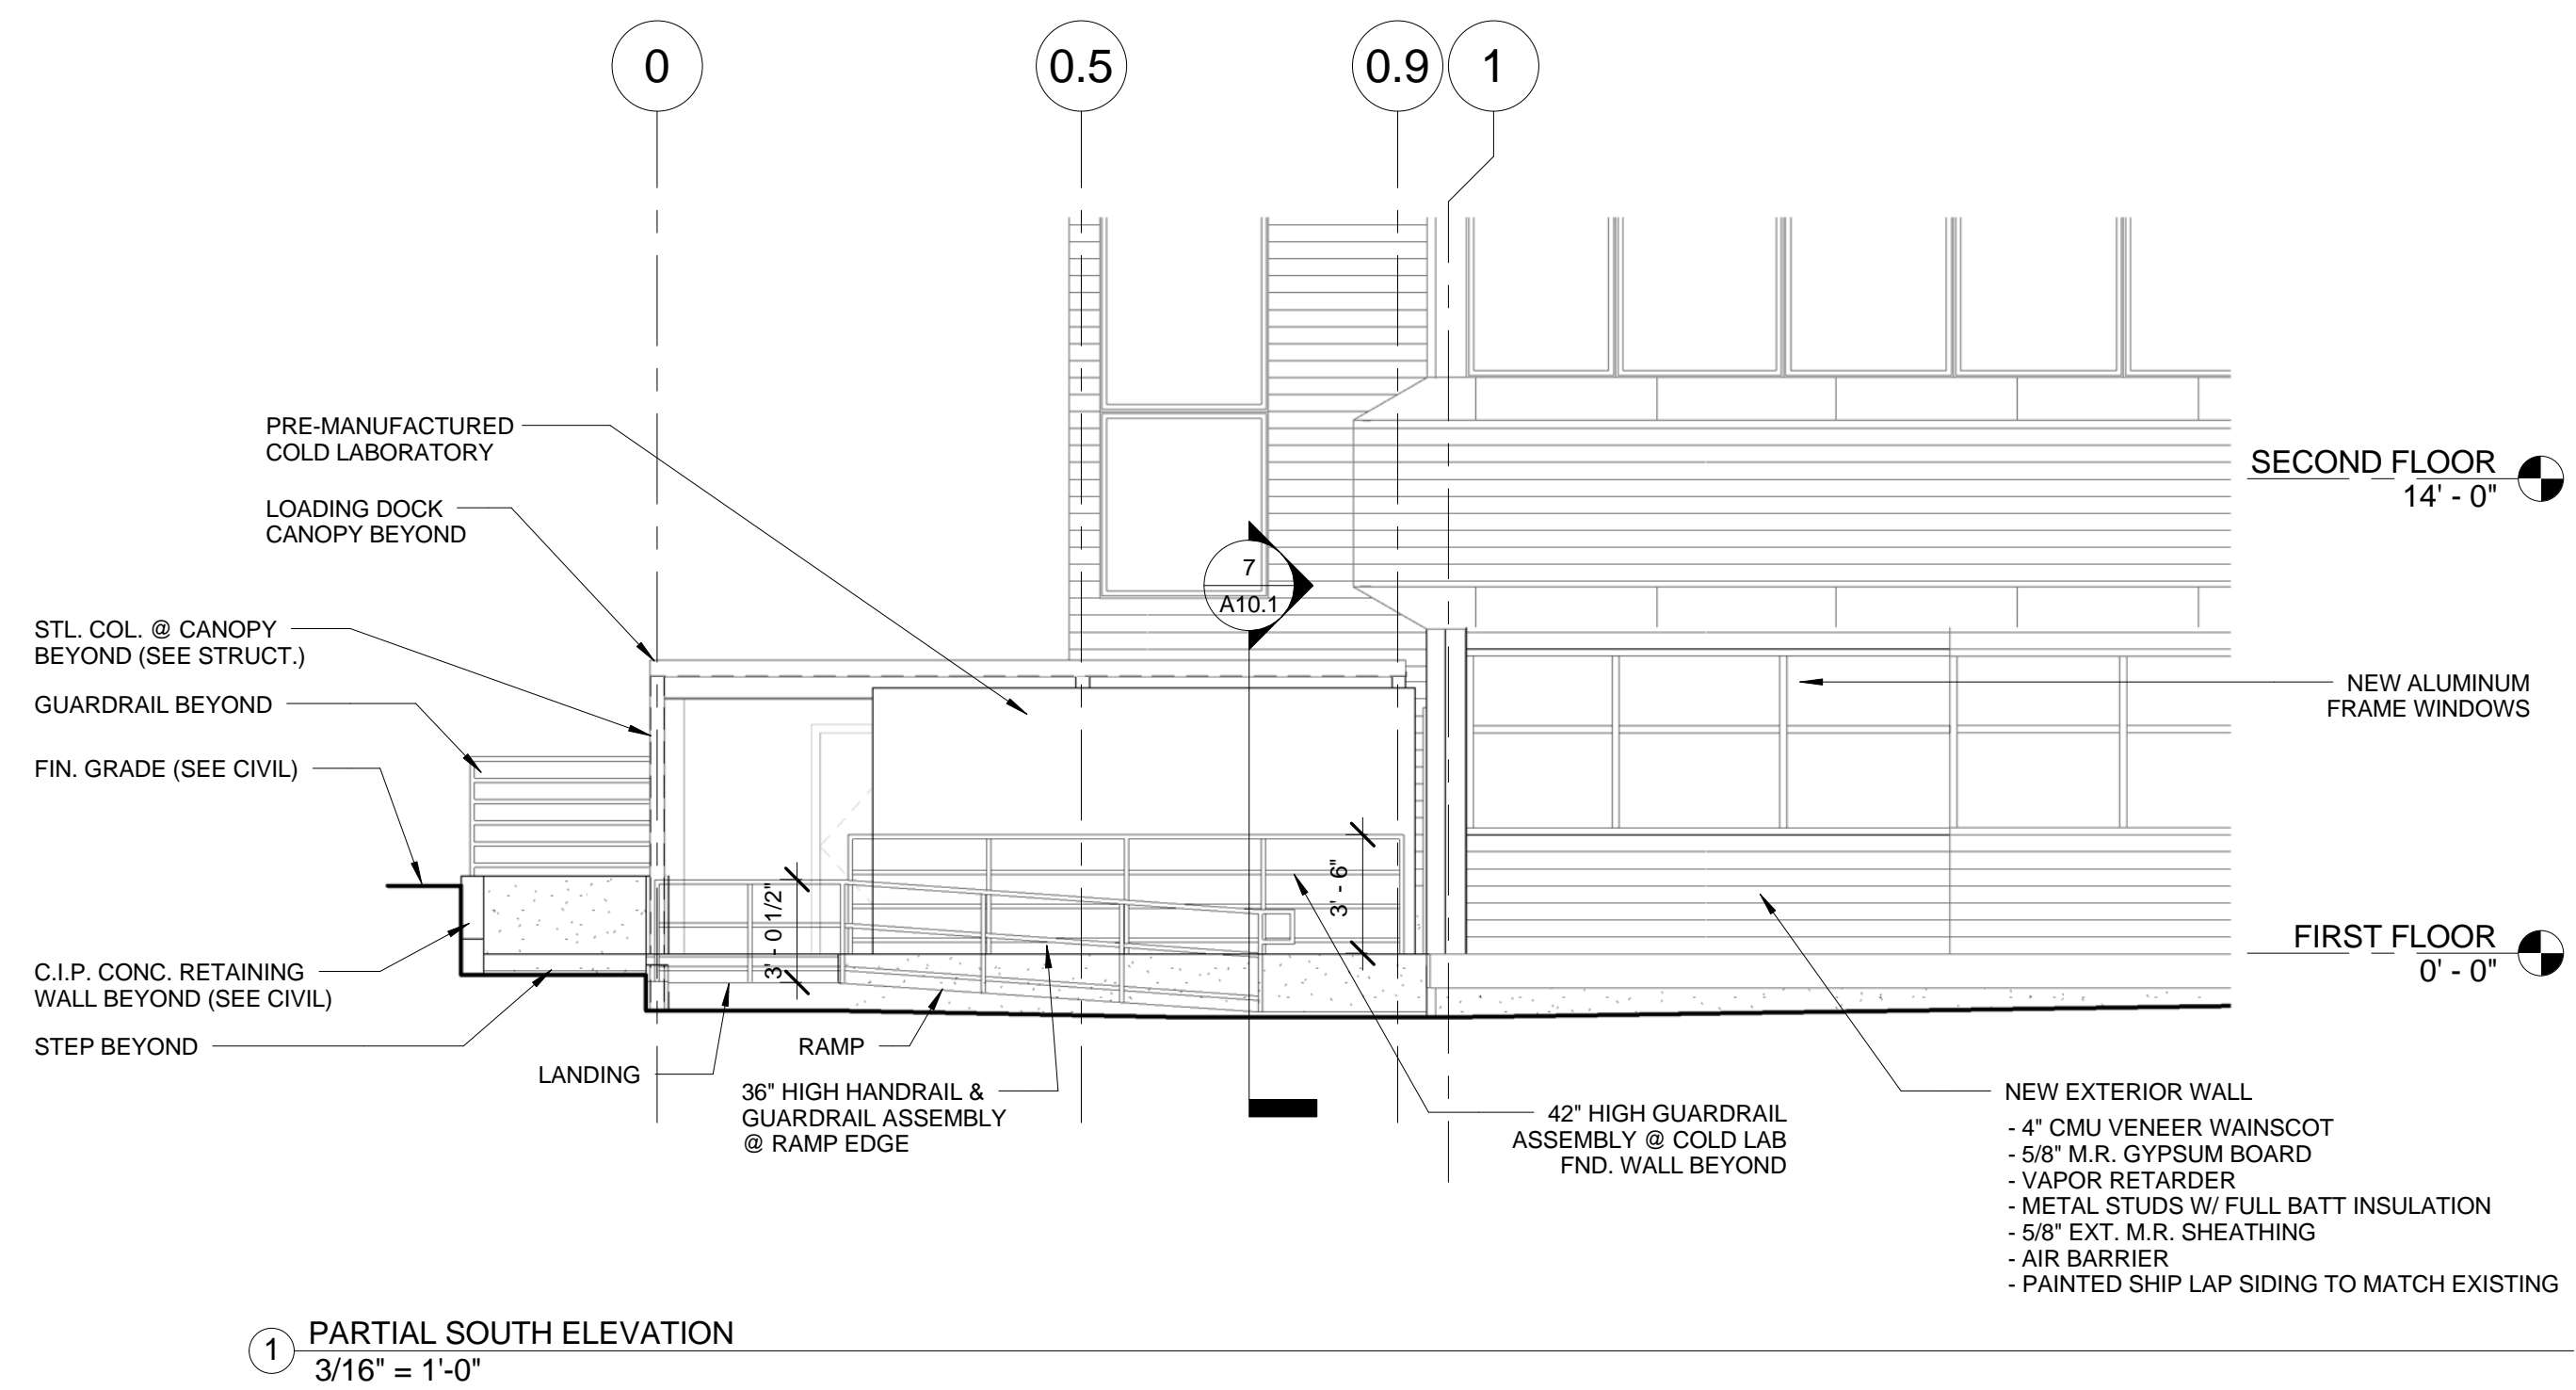 0
0.5
0.9
1
PRE-MANUFACTURED
COLD LABORATORY
LOADING DOCK
CANOPY BEYOND
STL. COL. @ CANOPY
BEYOND (SEE STRUCT.)
GUARDRAIL BEYOND
FIN. GRADE (SEE CIVIL)
C.I.P. CONC. RETAINING
WALL BEYOND (SEE CIVIL)
STEP BEYOND
LANDING
RAMP
36" HIGH HANDRAIL &
GUARDRAIL ASSEMBLY
@ RAMP EDGE
3' - 0 1/2"
3' - 6"
7
A10.1
42" HIGH GUARDRAIL
ASSEMBLY @ COLD LAB
FND. WALL BEYOND
SECOND FLOOR
14' - 0"
NEW ALUMINUM
FRAME WINDOWS
FIRST FLOOR
0' - 0"
NEW EXTERIOR WALL
- 4" CMU VENEER WAINSCOT
- 5/8" M.R. GYPSUM BOARD
- VAPOR RETARDER
- METAL STUDS W/ FULL BATT INSULATION
- 5/8" EXT. M.R. SHEATHING
- AIR BARRIER
- PAINTED SHIP LAP SIDING TO MATCH EXISTING
1
PARTIAL SOUTH ELEVATION
3/16" = 1'-0"